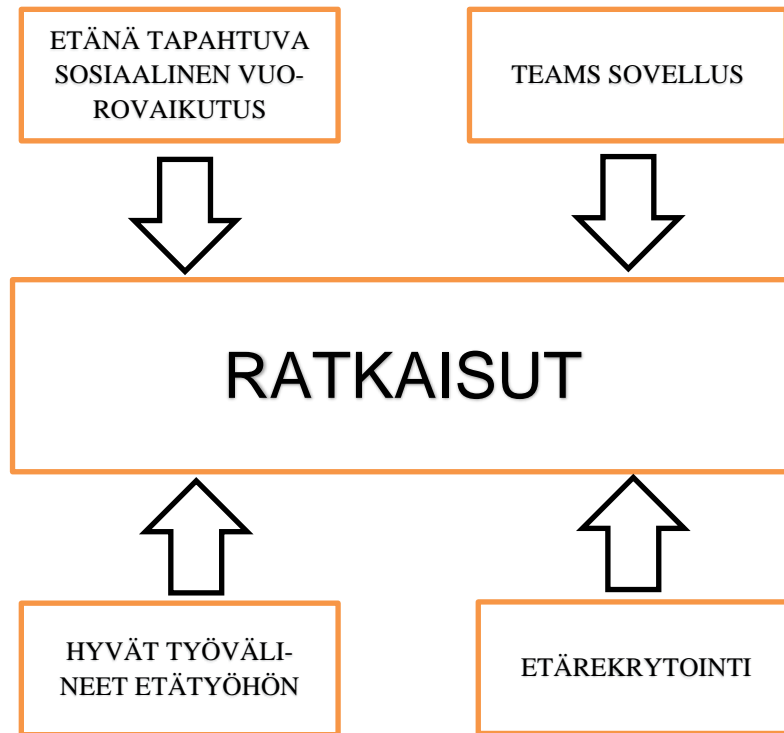 ETÄNÄ TAPAHTUVA
SOSIAALINEN VUO-
ROVAIKUTUS
TEAMS SOVELLUS
RATKAISUT
HYVÄT TYÖVÄLI-
NEET ETÄTYÖHÖN
ETÄREKRYTOINTI